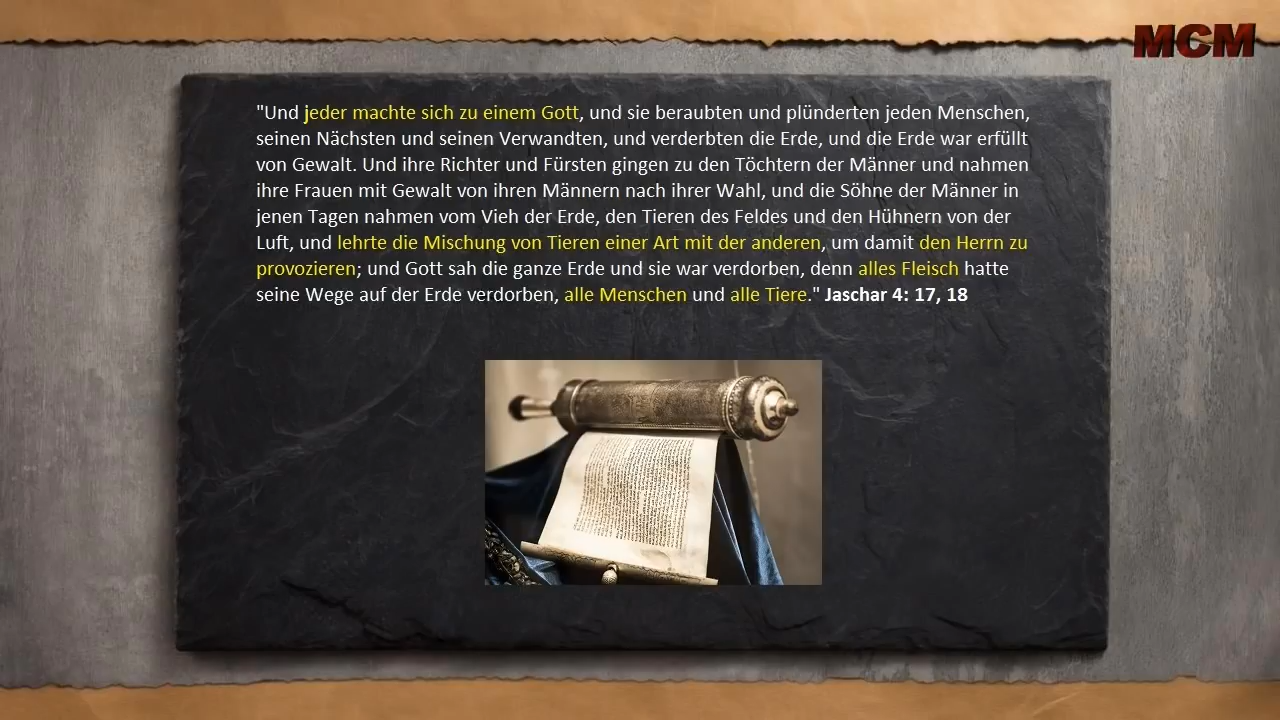 MCM
"Und jeder machte sich zu einem Gott, und sie beraubten und plünderten jeden Menschen,
seinen Nächsten und seinen Verwandten, und verderbten die Erde, und die Erde war erfüllt
von Gewalt. Und ihre Richter und Fürsten gingen zu den Töchtern der Männer und nahmen
ihre Frauen mit Gewalt von ihren Männern nach ihrer Wahl, und die Söhne der Männer in
jenen Tagen nahmen vom Vieh der Erde, den Tieren des Feldes und den Hühnern von der
Luft, und lehrte die Mischung von Tieren einer Art mit der anderen, um damit den Herrn zu
provozieren; und Gott sah die ganze Erde und sie war verdorben, denn alles Fleisch hatte
seine Wege auf der Erde verdorben, alle Menschen und alle Tiere." Jaschar 4: 17, 18